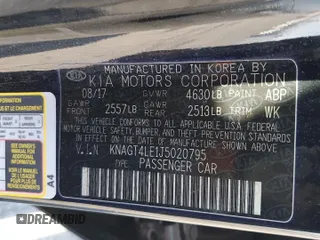 MANUFACTURED IN KOREA BY
KIA MOTORS CORPORATION
08/17 GVWR 4630LB PAINT ABP
GAWR FRONT 2557LB GAWR REAR 2513LB TRIM WK
THIS VEHICLE CONFORMS TO ALL APPLICABLE
FEDERAL MOTOR VEHICLE SAFETY, BUMPER,
AND THEFT PREVENTION STANDARDS IN EFFECT
ON THE DATE OF MANUFACTURE SHOWN ABOVE.
V.I.N KNAGT4LE1J5020795
PASSENGER CAR
A4
AUTOBIDMASTER